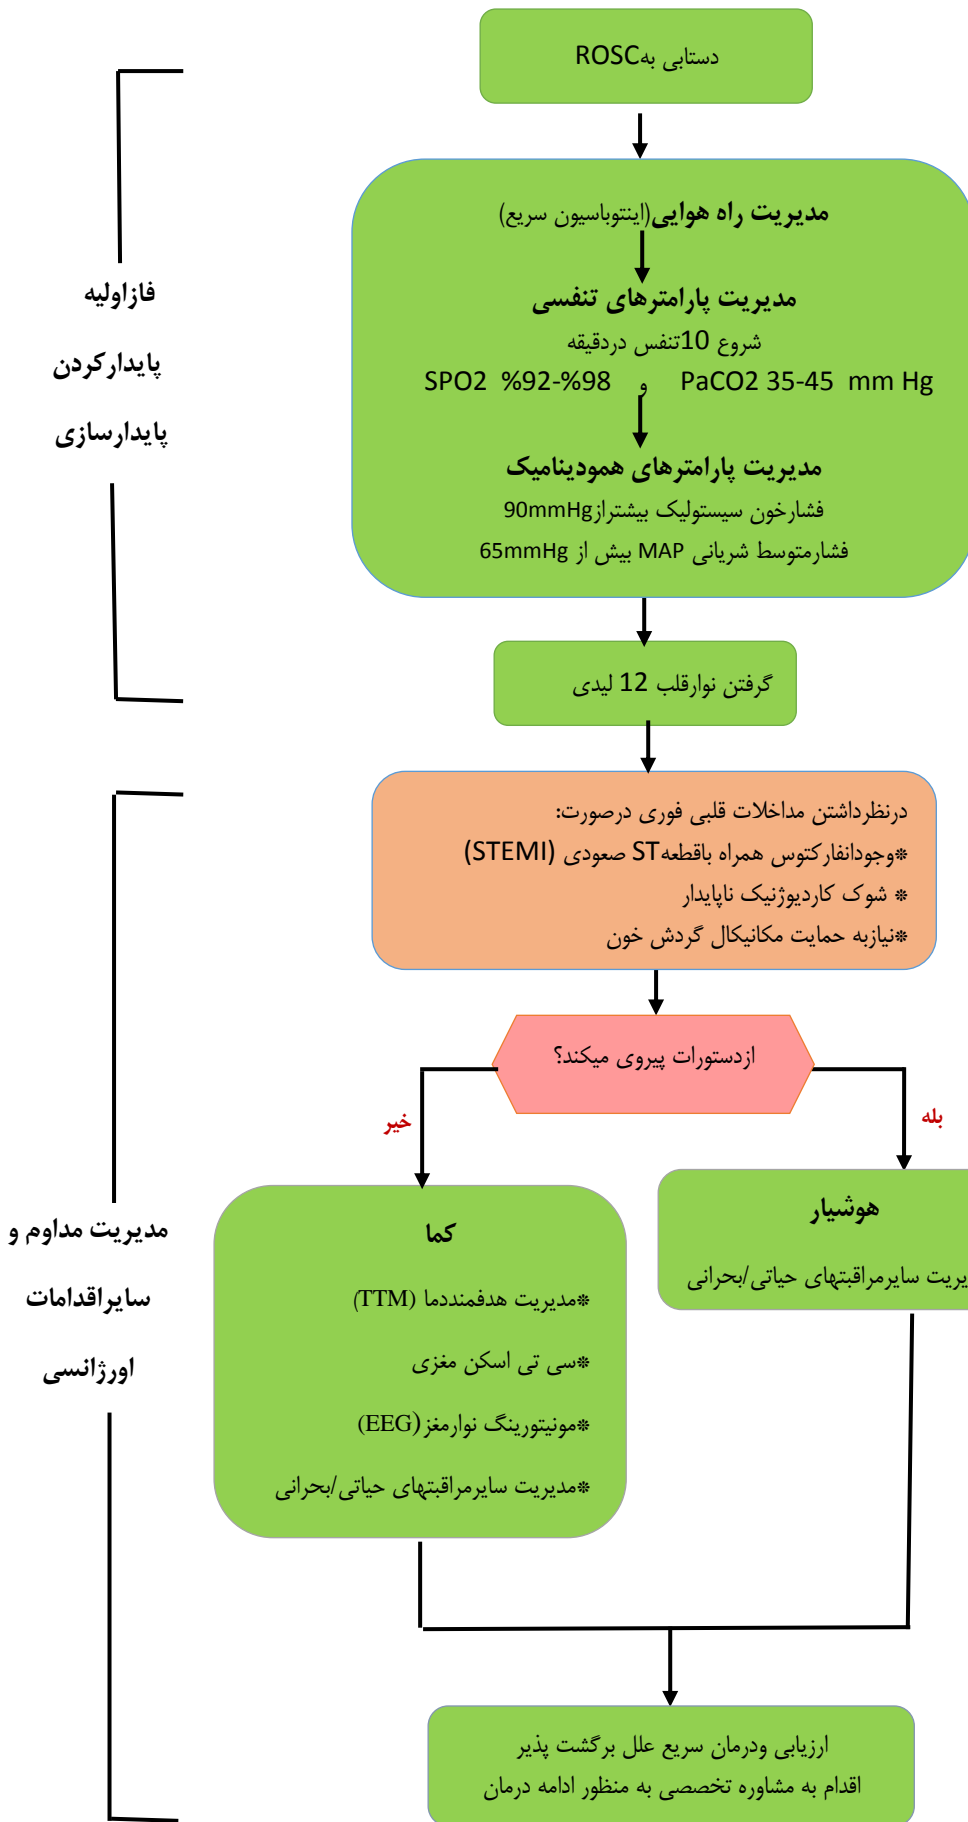 دستابی به ROSC
مدیریت راه هوایی(اینتوباسیون سریع)
مدیریت پارامترهای تنفسی
شروع 10تنفس دردقیقه
SPO2 %92-%98 و PaCO2 35-45 mm Hg
مدیریت پارامترهای همودینامیک
فشارخون سیستولیک بیشتراز90mmHg
فشارمتوسط شریانی MAP بیش از 65mmHg
گرفتن نوارقلب 12 لیدی
فازاولیه
پایدارکردن
پایدارسازی
درنظرداشتن مداخلات قلبی فوری درصورت:
*وجودانفارکتوس همراه باقطعهST صعودی (STEMI)
* شوک کاردیوژنیک ناپایدار
*نیازبه حمایت مکانیکال گردش خون
ازدستورات پیروی میکند؟
بله
خیر
هوشیار
سایرمراقبتهای حیاتی/بحرانی
کما
*مدیریت هدفمنددما (TTM)
*سی تی اسکن مغزی
*مونیتورینگ نوارمغز(EEG)
*مدیریت سایرمراقبتهای حیاتی/بحرانی
مدیریت مداوم و
سایراقدامات
اورژانسی
ارزیابی ودرمان سریع علل برگشت پذیر
اقدام به مشاوره تخصصی به منظور ادامه درمان